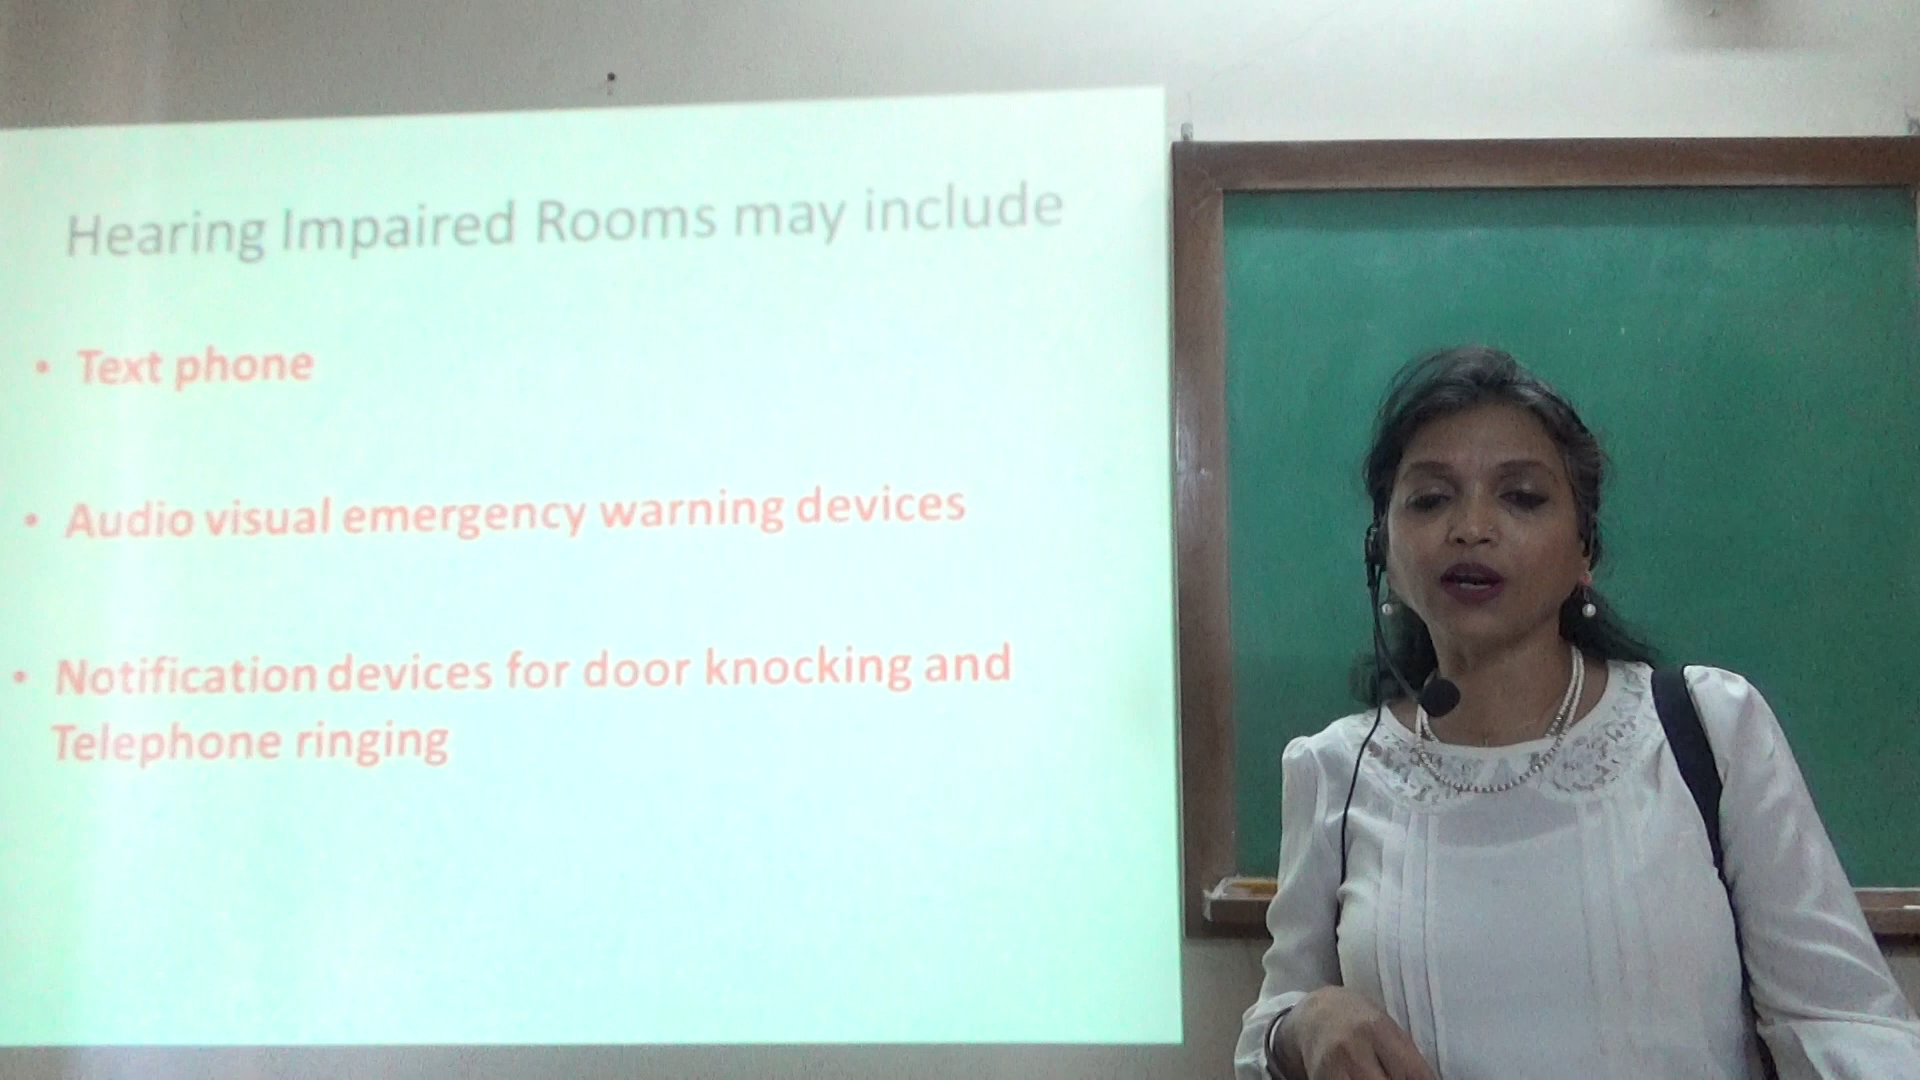 Hearing Impaired Rooms may include
• Text phone
• Audio visual emergency warning devices
• Notification devices for door knocking and
Telephone ringing